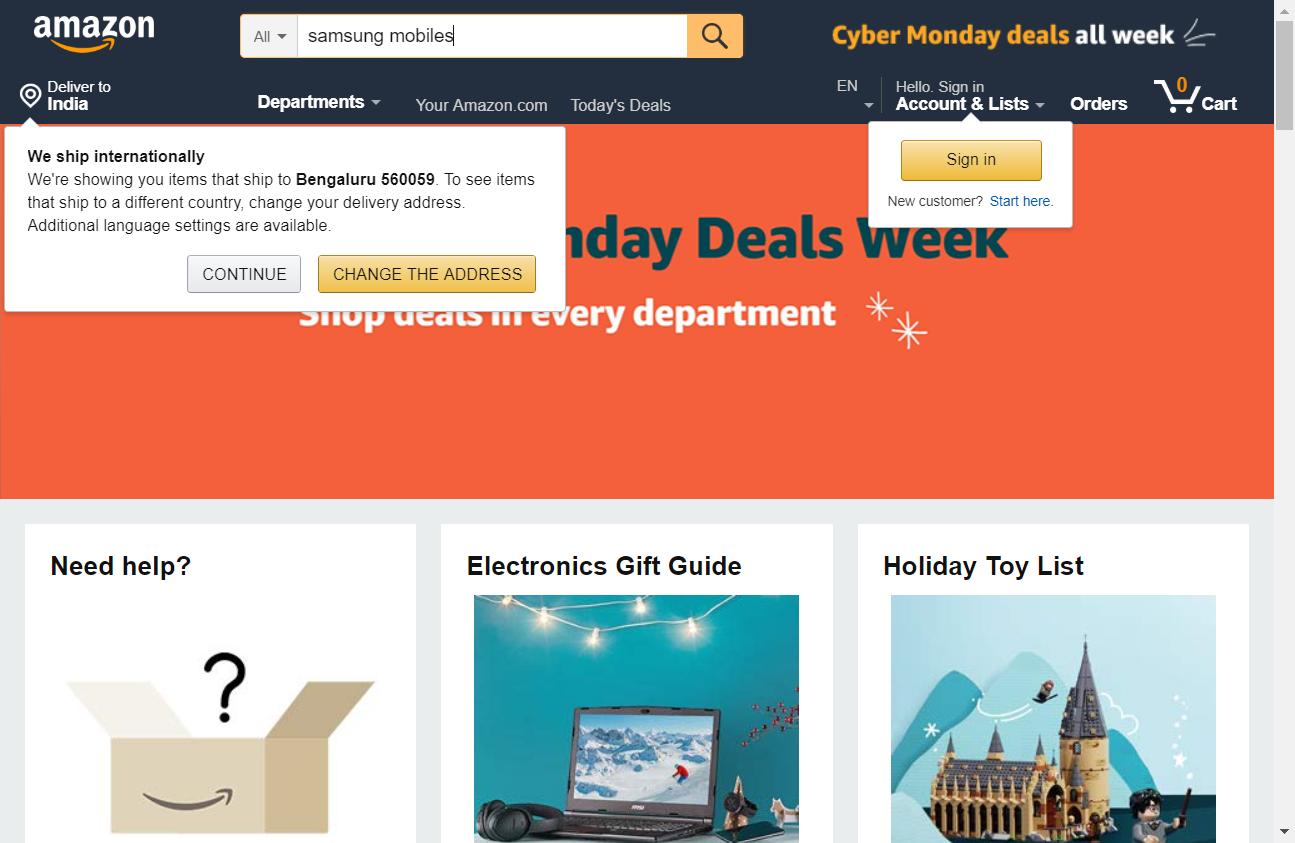 amazon
All
samsung mobiles
Cyber Monday deals all week
Deliver to
India
Departments
Your Amazon.com
Today's Deals
EN
Hello. Sign in
Account & Lists
Orders
0
Cart
We ship internationally
We're showing you items that ship to Bengaluru 560059. To see items
that ship to a different country, change your delivery address.
Additional language settings are available.
CONTINUE
CHANGE THE ADDRESS
Sign in
New customer? Start here.
nday Deals Week
Shop deals in every department
Need help?
Electronics Gift Guide
Holiday Toy List
msi